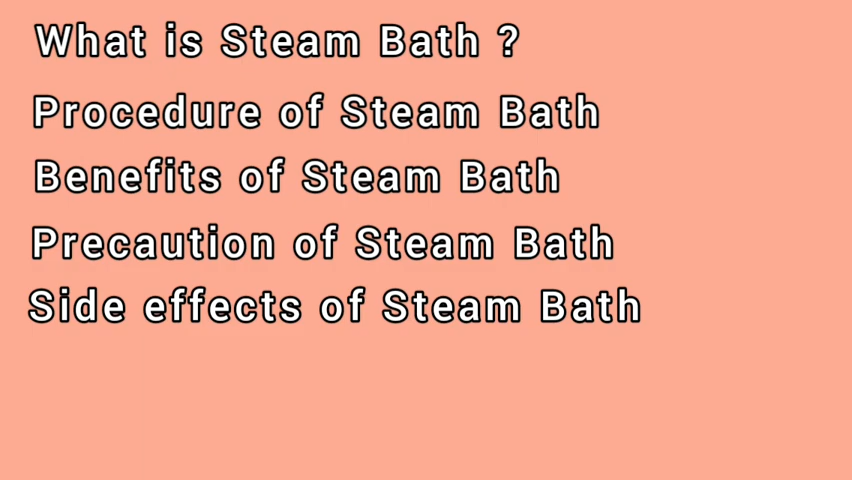 What is Steam Bath ?
Procedure of Steam Bath
Benefits of Steam Bath
Precaution of Steam Bath
Side effects of Steam Bath